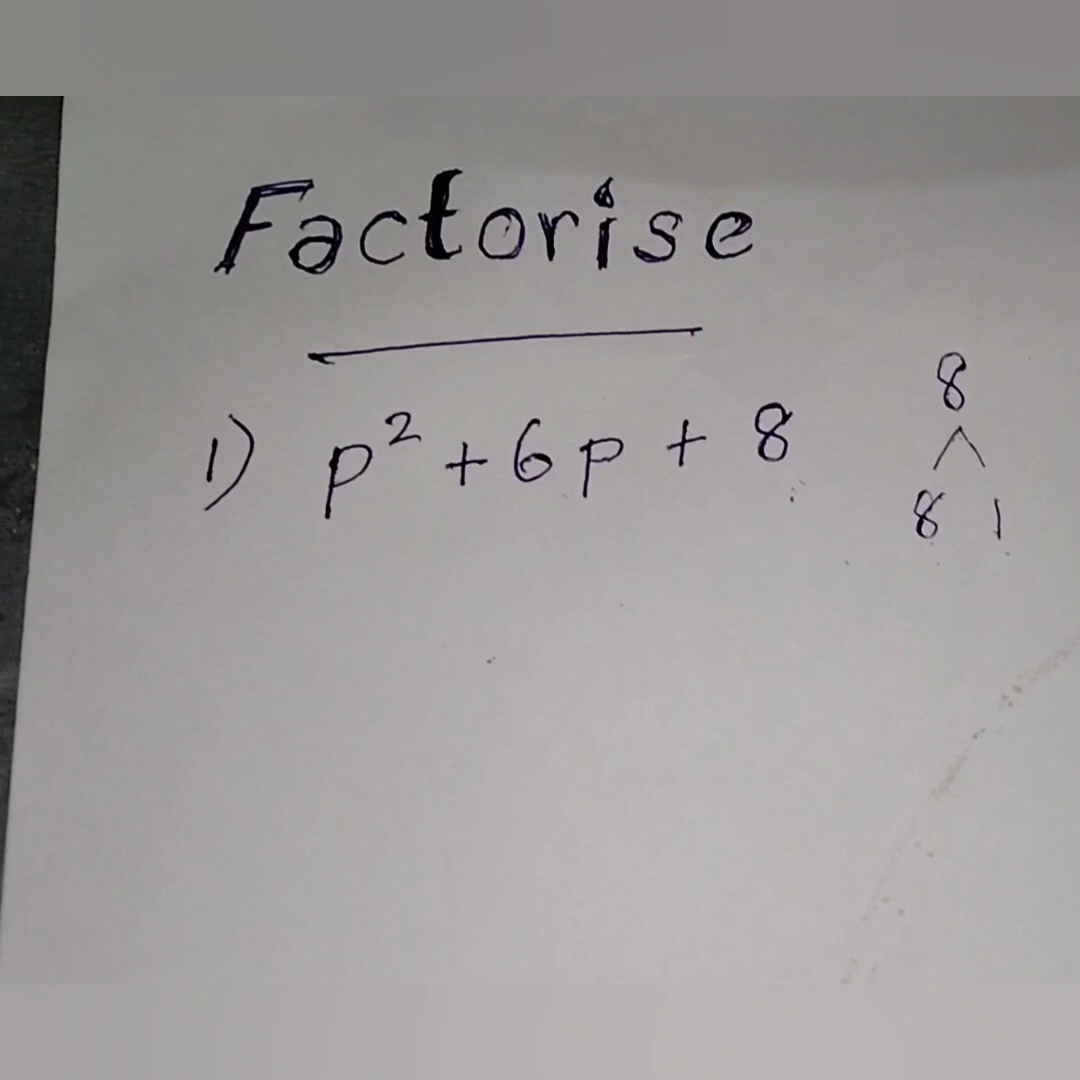 Factorise
1) p² + 6p + 8
8
8 1